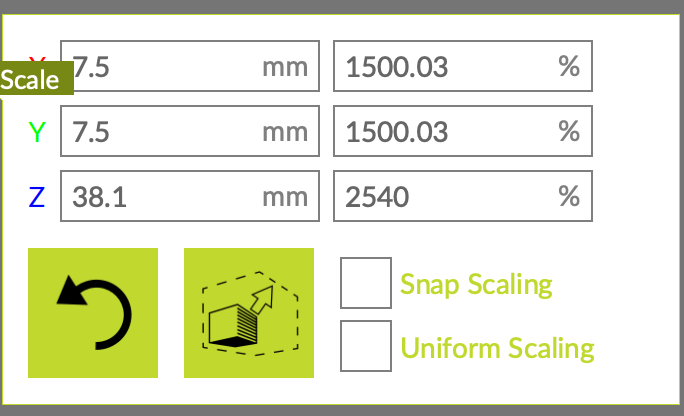 X 7.5 mm 1500.03 %
Scale
Y 7.5 mm 1500.03 %
Z 38.1 mm 2540 %
Snap Scaling
Uniform Scaling